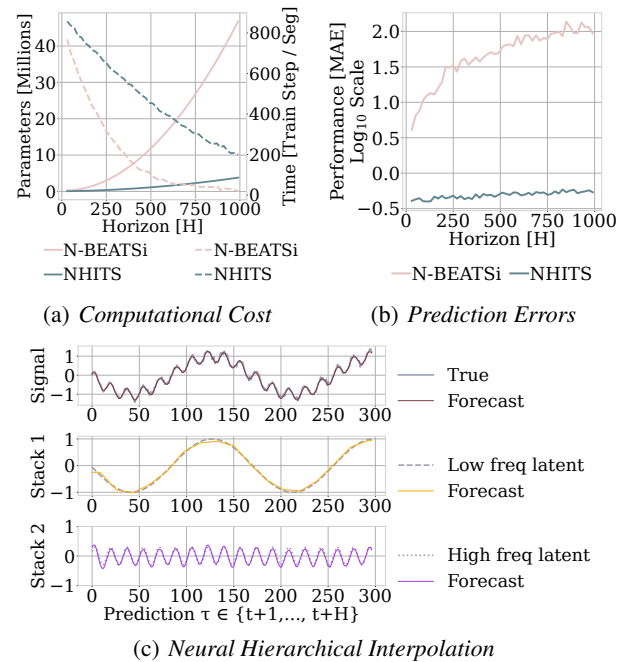 Parameters [Millions]
40
30
20
10
0
0
250
500
750
1000
Horizon [H]
800
600
400
200
0
Time [Train Step / Seg]
N-BEATSi
N-BEATSi
NHITS
NHITS
(a) Computational Cost
Performance [MAE]
Log₁₀ Scale
2.0
1.5
1.0
0.5
0.0
−0.5
0
250
500
750
1000
Horizon [H]
N-BEATSi
NHITS
(b) Prediction Errors
Signal
1
0
−1
0
50
100
150
200
250
300
True
Forecast
Stack 1
1
0
−1
0
50
100
150
200
250
300
Low freq latent
Forecast
Stack 2
1
0
−1
0
50
100
150
200
250
300
Prediction τ ∈ {t+1,..., t+H}
High freq latent
Forecast
(c) Neural Hierarchical Interpolation